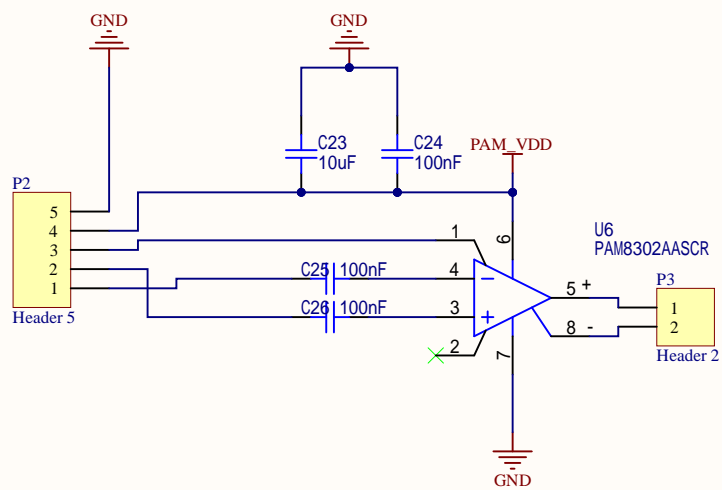 GND
GND
C23
10uF
C24
100nF
PAM_VDD
P2
5
4
3
2
1
Header 5
1
6
U6
PAM8302AASCR
C25 100nF
4
C26 100nF
3
2
7
5 +
8 -
P3
1
2
Header 2
GND